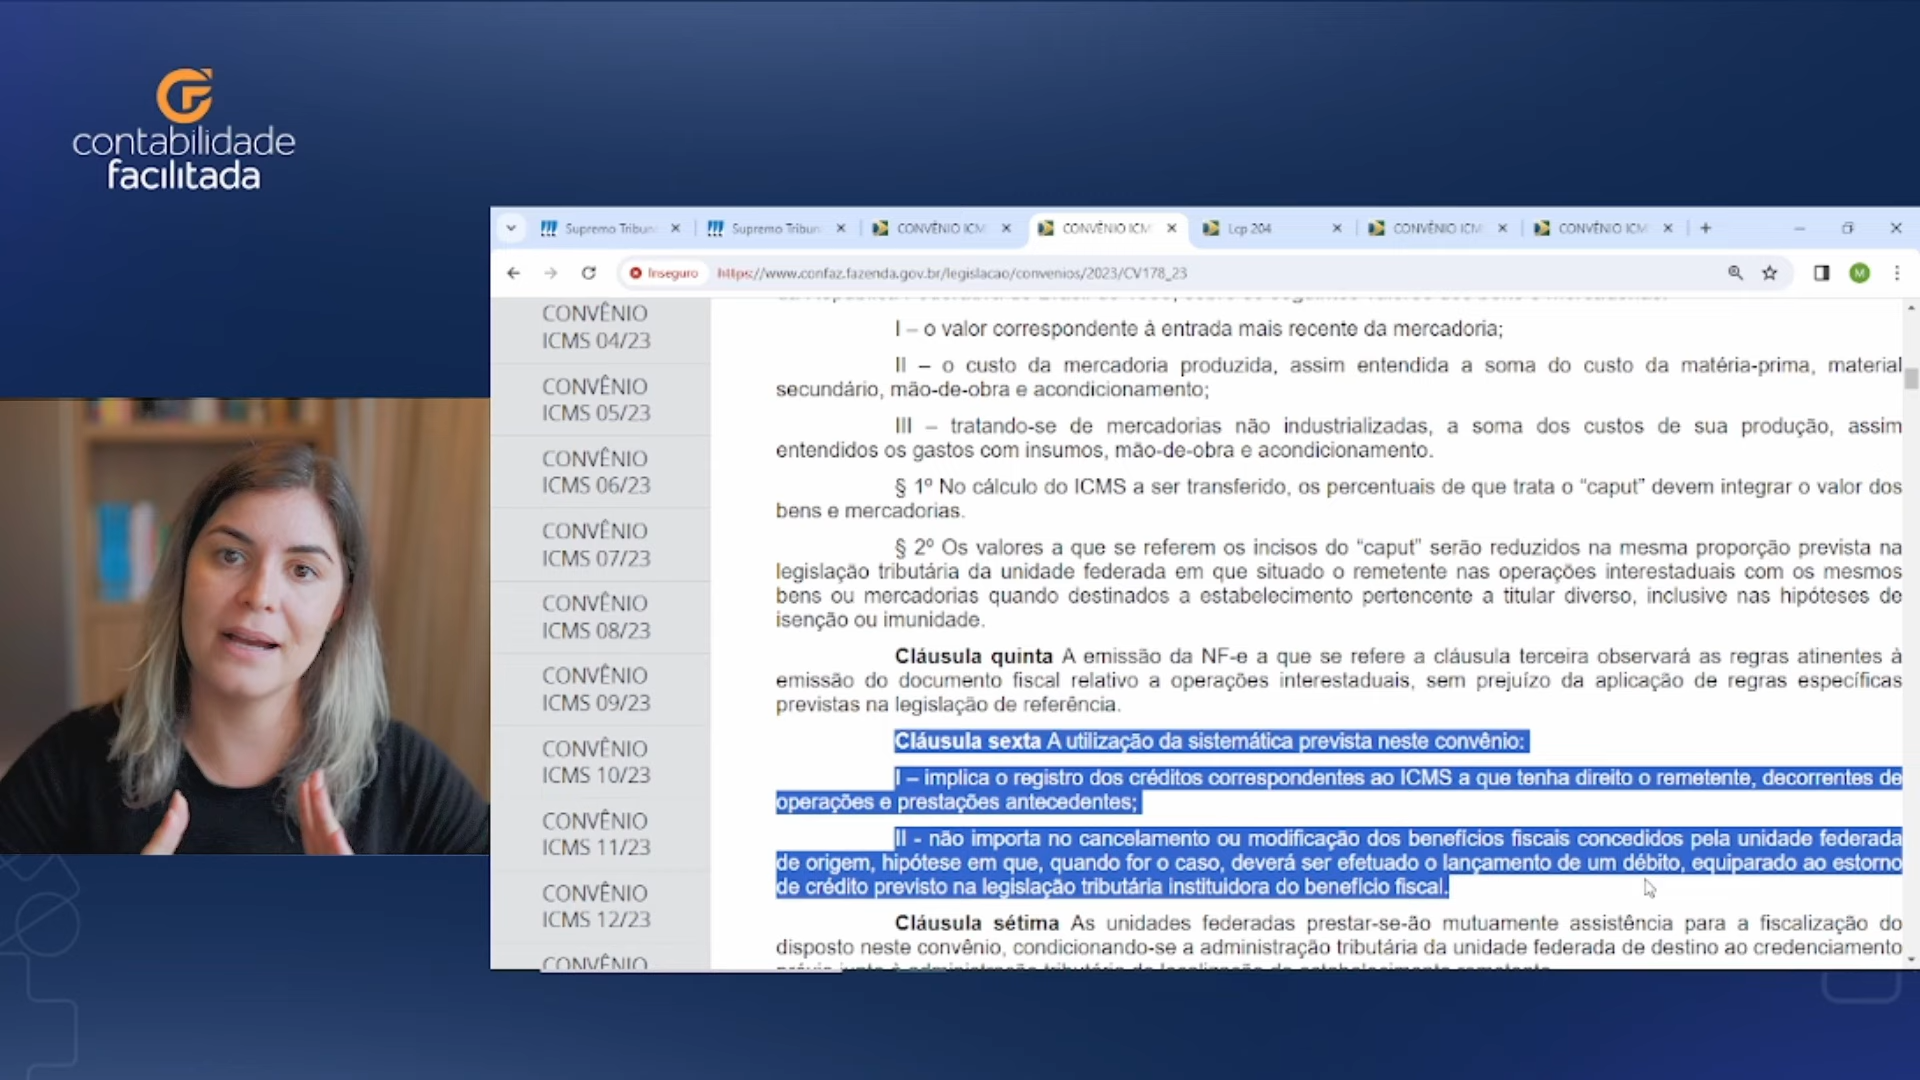 contabilidade
facilitada
Supremo Tribun
Supremo Tribun
CONVÊNIO ICM
CONVÊNIO ICM
Lcp 204
CONVÊNIO ICM
CONVÊNIO ICM
Inseguro https://www.confaz.fazenda.gov.br/legislacao/convenios/2023/CV178_23
M
CONVÊNIO
ICMS 04/23
CONVÊNIO
ICMS 05/23
CONVÊNIO
ICMS 06/23
CONVÊNIO
ICMS 07/23
CONVÊNIO
ICMS 08/23
CONVÊNIO
ICMS 09/23
CONVÊNIO
ICMS 10/23
CONVÊNIO
ICMS 11/23
CONVÊNIO
ICMS 12/23
CONVÊNIO
I – o valor correspondente à entrada mais recente da mercadoria;
II – o custo da mercadoria produzida, assim entendida a soma do custo da matéria-prima, material
secundário, mão-de-obra e acondicionamento;
III – tratando-se de mercadorias não industrializadas, a soma dos custos de sua produção, assim
entendidos os gastos com insumos, mão-de-obra e acondicionamento.
§ 1º No cálculo do ICMS a ser transferido, os percentuais de que trata o “caput” devem integrar o valor dos
bens e mercadorias.
§ 2º Os valores a que se referem os incisos do “caput” serão reduzidos na mesma proporção prevista na
legislação tributária da unidade federada em que situado o remetente nas operações interestaduais com os mesmos
bens ou mercadorias quando destinados a estabelecimento pertencente a titular diverso, inclusive nas hipóteses de
isenção ou imunidade.
Cláusula quinta A emissão da NF-e a que se refere a cláusula terceira observará as regras atinentes à
emissão do documento fiscal relativo a operações interestaduais, sem prejuízo da aplicação de regras específicas
previstas na legislação de referência.
Cláusula sexta A utilização da sistemática prevista neste convênio:
I – implica o registro dos créditos correspondentes ao ICMS a que tenha direito o remetente, decorrentes de
operações e prestações antecedentes;
II - não importa no cancelamento ou modificação dos benefícios fiscais concedidos pela unidade federada
de origem, hipótese em que, quando for o caso, deverá ser efetuado o lançamento de um débito, equiparado ao estorno
de crédito previsto na legislação tributária instituidora do benefício fiscal.
Cláusula sétima As unidades federadas prestar-se-ão mutuamente assistência para a fiscalização do
disposto neste convênio, condicionando-se a administração tributária da unidade federada de destino ao credenciamento